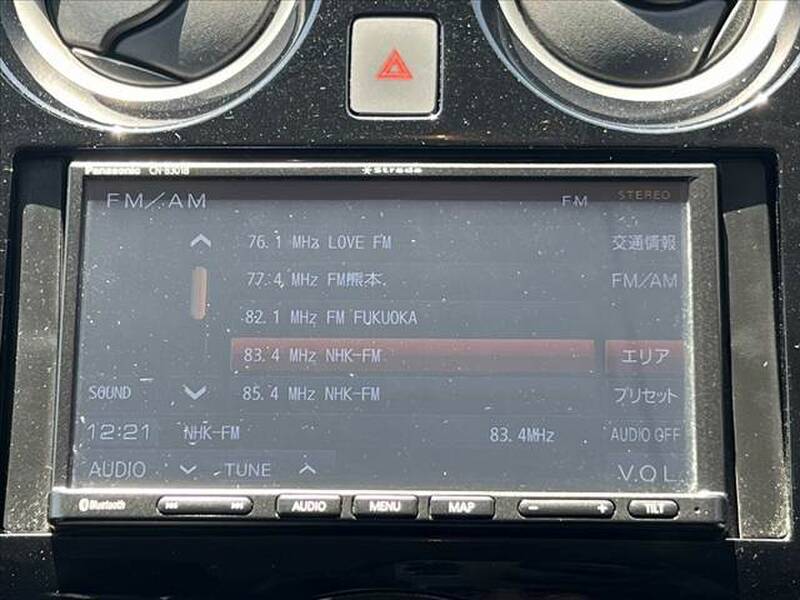 Panasonic CN-B301B Strada
FM/AM FM STEREO
76.1 MHz LOVE FM 交通情報
77.4 MHz FM熊本 FM/AM
82.1 MHz FM FUKUOKA
83.4 MHz NHK-FM エリア
SOUND 85.4 MHz NHK-FM プリセット
12:21 NHK-FM 83.4MHz AUDIO OFF
AUDIO TUNE VOL
Bluetooth AUDIO MENU MAP - + TILT